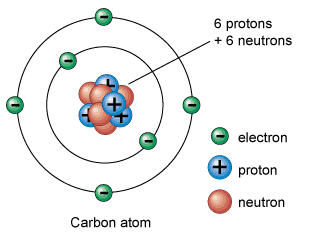 6 protons
+ 6 neutrons
electron
proton
neutron
Carbon atom